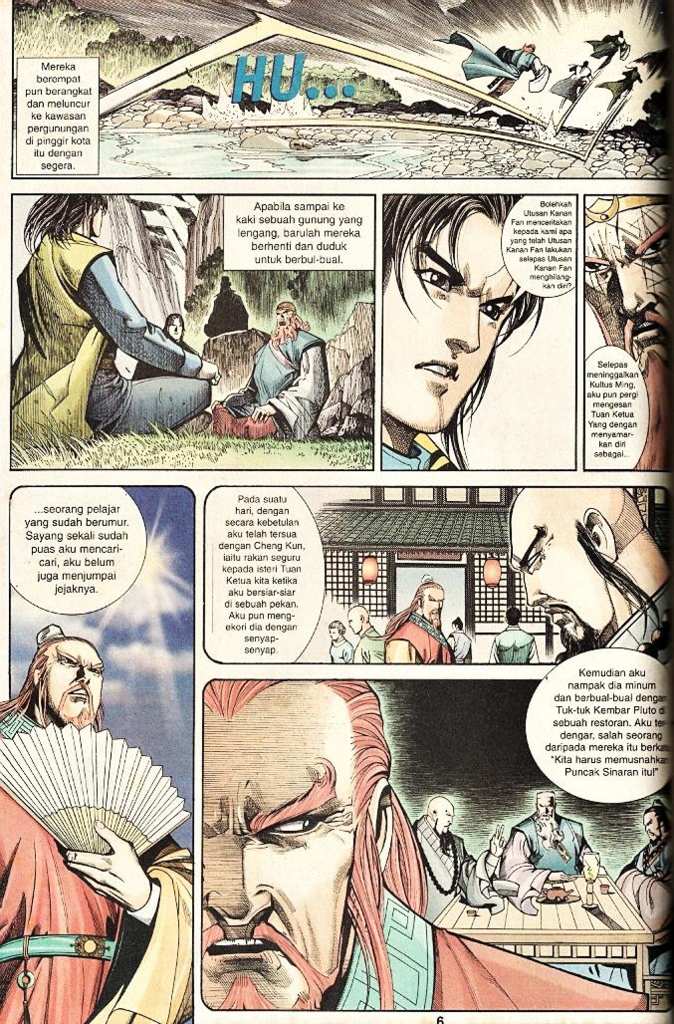 Mereka
berempat
pun berangkat
dan meluncur
ke kawasan
pergunungan
di pinggir kota
itu dengan
segera.
HU...
Apabila sampai ke
kaki sebuah gunung yang
lengang, barulah mereka
berhenti dan duduk
untuk berbul-bual.
Bolehkah
Utusan Kanan
Fan menceritakan
kepada kami apa
yang telah Utusan
Kanan Fan lakukan
selepas Utusan
Kanan Fan
menghilang-
kan diri?
Selepas
meninggalkan
Kultus Ming,
aku pun pergi
mengesan
Tuan Ketua
Yang dengan
menyamar-
kan diri
sebagai...
...seorang pelajar
yang sudah berumur.
Sayang sekali sudah
puas aku mencari-
cari, aku belum
juga menjumpai
jejaknya.
Pada suatu
hari, dengan
secara kebetulan
aku telah tersua
dengan Cheng Kun,
iaitu rakan seguru
kepada isteri Tuan
Ketua kita ketika
aku bersiar-siar
di sebuah pekan.
Aku pun meng-
ekori dia dengan
senyap-
senyap.
Kemudian aku
nampak dia minum
dan berbual-bual dengan
Tuk-tuk Kembar Pluto di
sebuah restoran. Aku
dengar, salah seorang
daripada mereka itu
"Kita harus memusnahkan
Puncak Sinaran itu!"
6